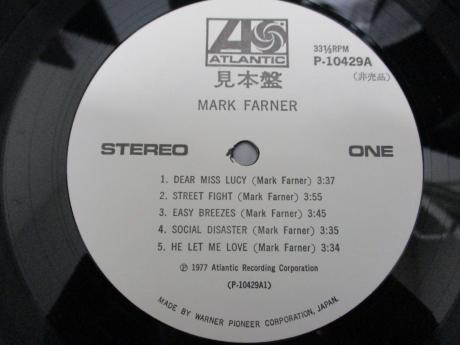 ATLANTIC
33⅓RPM
P-10429A
見本盤
(非売品)
MARK FARNER
STEREO
ONE
1. DEAR MISS LUCY (Mark Farner) 3:37
2. STREET FIGHT (Mark Farner) 3:55
3. EASY BREEZES (Mark Farner) 3:45
4. SOCIAL DISASTER (Mark Farner) 3:35
5. HE LET ME LOVE (Mark Farner) 3:34
Ⓟ 1977 Atlantic Recording Corporation
(P-10429A1)
MADE BY WARNER PIONEER CORPORATION, JAPAN.